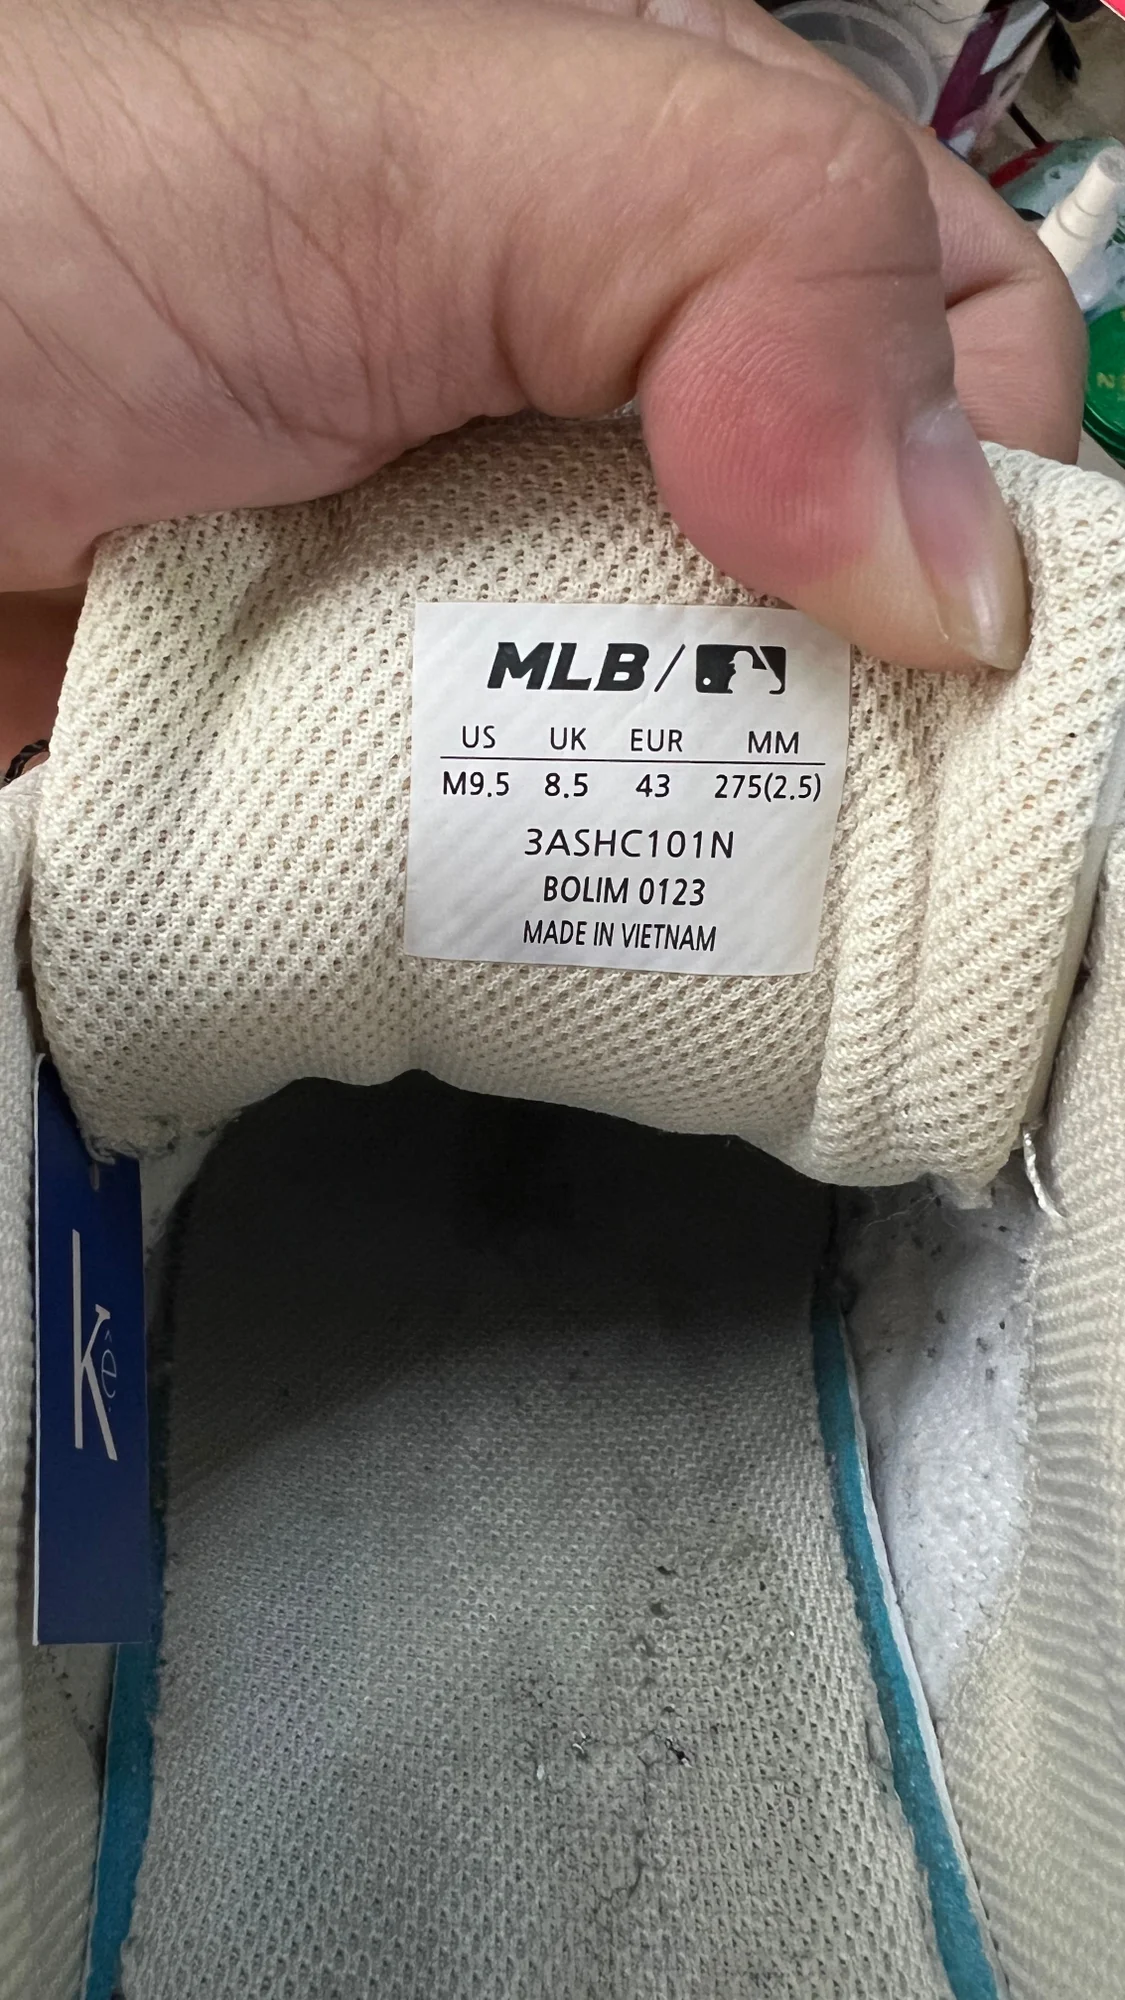 MLB /
US UK EUR MM
M9.5 8.5 43 275(2.5)
3ASHC101N
BOLIM 0123
MADE IN VIETNAM